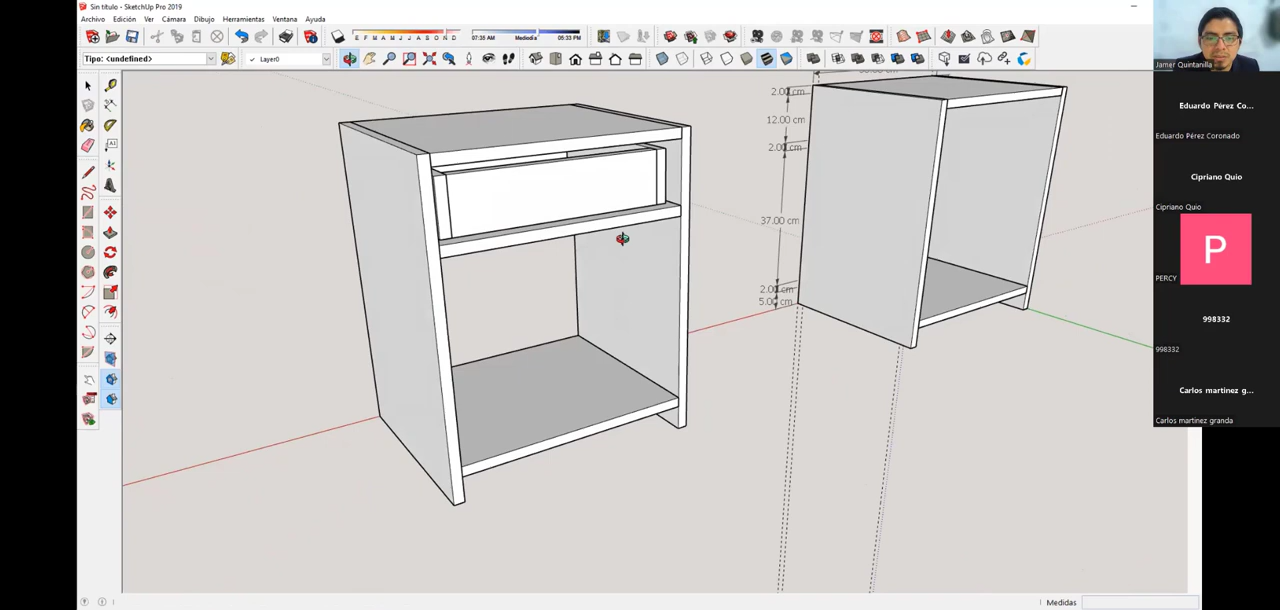 Sin título - SketchUp Pro 2019
Archivo Edición Ver Cámara Dibujo Herramientas Ventana Ayuda
E F M A M J J A S O N D
07:35 AM Mediodía 05:33 PM
Tipo: <undefined>
Layer0
2.00 cm
12.00 cm
2.00 cm
37.00 cm
2.00 cm
5.00 cm
Medidas
Jamer Quintanilla
Eduardo Pérez Co...
Eduardo Pérez Coronado
Cipriano Quio
Cipriano Quio
P
PERCY
998332
998332
Carlos martinez g...
Carlos martinez granda